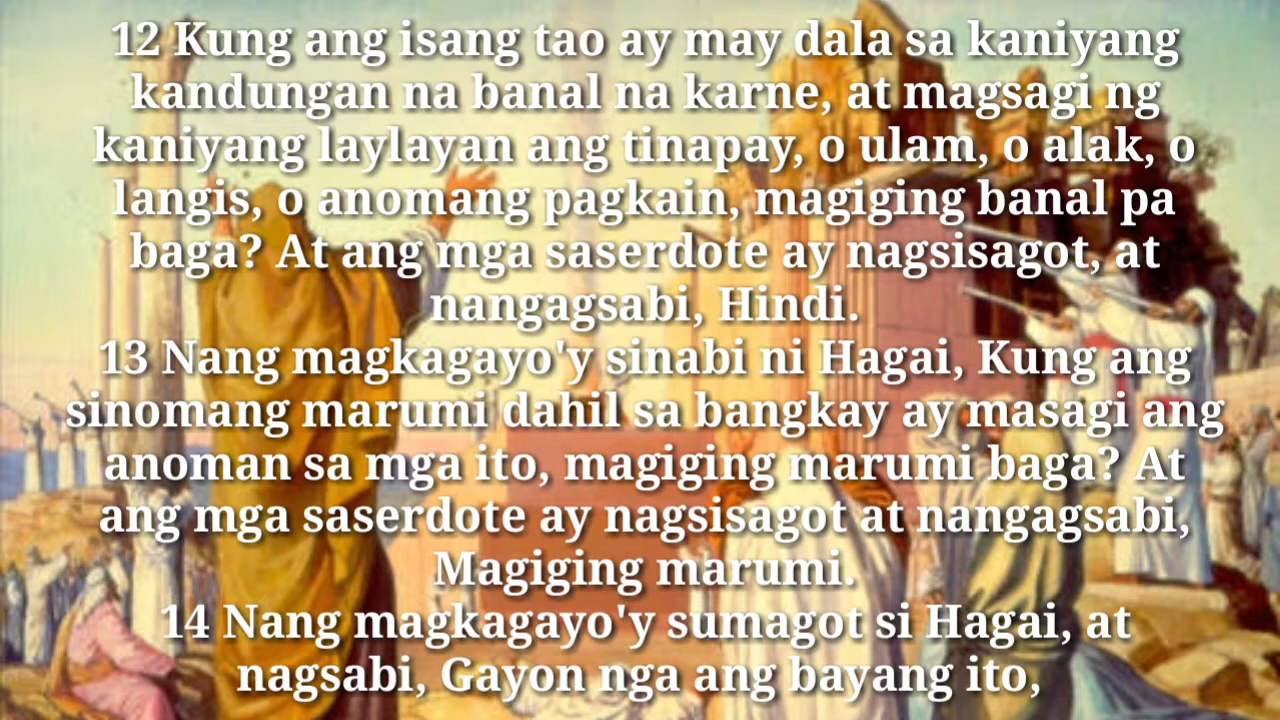 12 Kung ang isang tao ay may dala sa kaniyang
kandungan na banal na karne, at magsagi ng
kaniyang laylayan ang tinapay, o ulam, o alak, o
langis, o anomang pagkain, magiging banal pa
baga? At ang mga saserdote ay nagsisagot, at
nangagsabi, Hindi.
13 Nang magkagayo'y sinabi ni Hagai, Kung ang
sinomang marumi dahil sa bangkay ay masagi ang
anoman sa mga ito, magiging marumi baga? At
ang mga saserdote ay nagsisagot at nangagsabi,
Magiging marumi.
14 Nang magkagayo'y sumagot si Hagai, at
nagsabi, Gayon nga ang bayang ito,